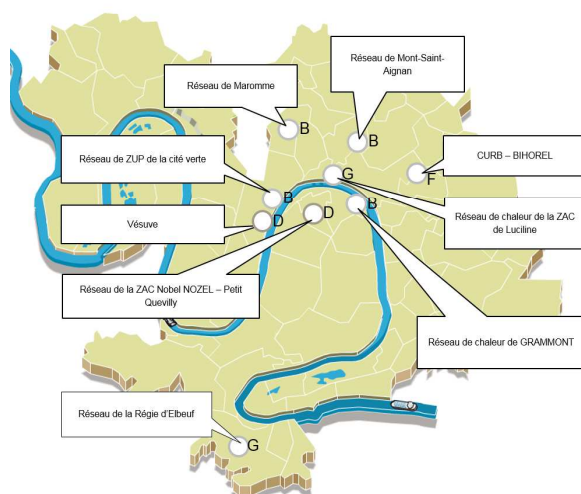 Réseau de Maromme
Réseau de Mont-Saint-
Aignan
B
B
Réseau de ZUP de la cité verte
CURB – BIHOREL
G
F
B
B
Vésuve
D
D
Réseau de chaleur de la ZAC
de Luciline
Réseau de la ZAC Nobel NOZEL – Petit
Quevilly
Réseau de chaleur de GRAMMONT
Réseau de la Régie d'Elbeuf
G